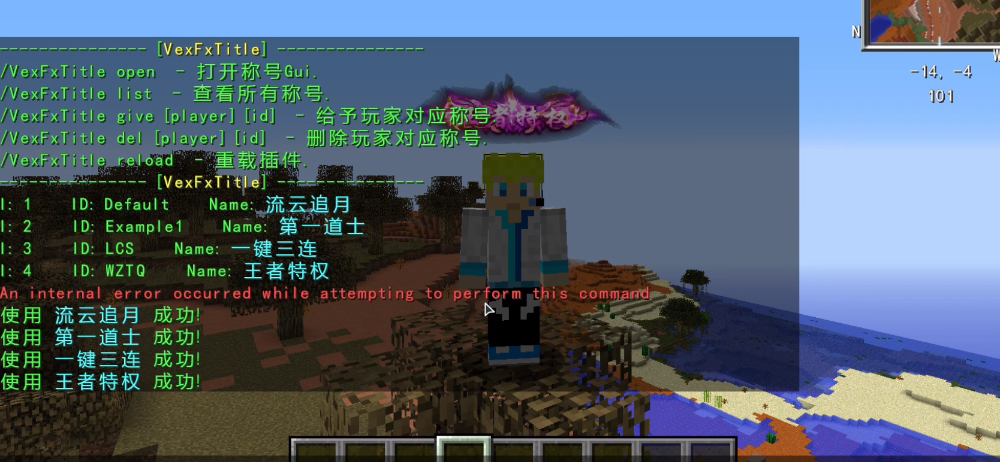 --------------- [VexFxTitle] ---------------
/VexFxTitle open - 打开称号Gui.
/VexFxTitle list - 查看所有称号.
/VexFxTitle give [player] [id] - 给予玩家对应称号.
/VexFxTitle del [player] [id] - 删除玩家对应称号.
/VexFxTitle reload - 重载插件.
--------------- [VexFxTitle] ---------------
I: 1 ID: Default Name: 流云追月
I: 2 ID: Example1 Name: 第一道士
I: 3 ID: LCS Name: 一键三连
I: 4 ID: WZTQ Name: 王者特权
An internal error occurred while attempting to perform this command
使用 流云追月 成功!
使用 第一道士 成功!
使用 一键三连 成功!
使用 王者特权 成功!
者特权
N
W
-14, -4
101